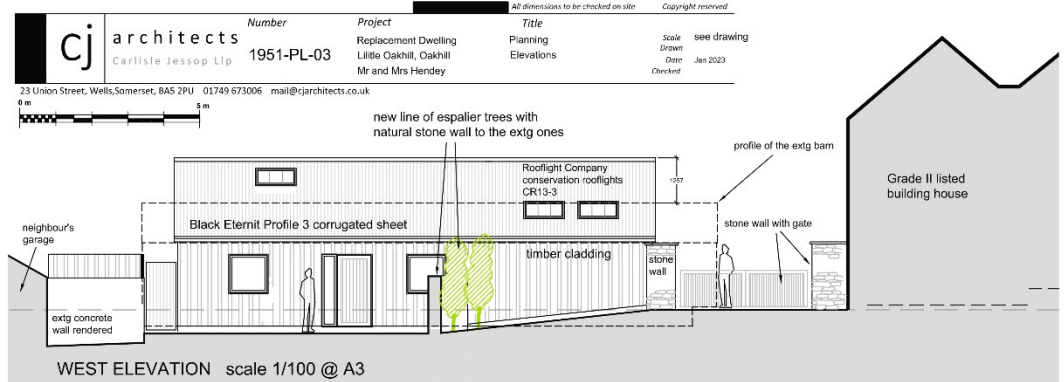 All dimensions to be checked on site
Copyright reserved
cj
architects
Carlisle Jessop Llp
Number
1951-PL-03
Project
Replacement Dwelling
Lilitle Oakhill, Oakhill
Mr and Mrs Hendey
Title
Planning
Elevations
Scale see drawing
Drawn
Date Jan 2023
Checked
23 Union Street, Wells,Somerset, BA5 2PU 01749 673006 mail@cjarchitects.co.uk
0 m
5 m
new line of espalier trees with
natural stone wall to the extg ones
profile of the extg barn
Rooflight Company
conservation rooflights
CR13-3
1257
Grade II listed
building house
neighbour's
garage
Black Eternit Profile 3 corrugated sheet
stone wall with gate
timber cladding
stone
wall
extg concrete
wall rendered
WEST ELEVATION scale 1/100 @ A3